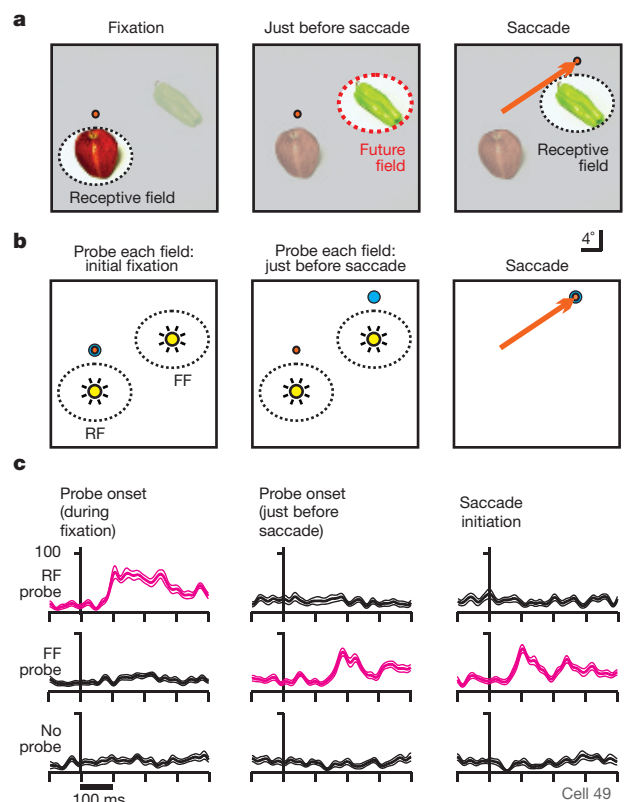 a
Fixation
Just before saccade
Saccade
Receptive field
Future
field
Receptive
field
b
Probe each field:
initial fixation
Probe each field:
just before saccade
Saccade
4°
FF
RF
FF
RF
c
Probe onset
(during
fixation)
Probe onset
(just before
saccade)
Saccade
initiation
100
RF
probe
FF
probe
No
probe
100 ms
Cell 49